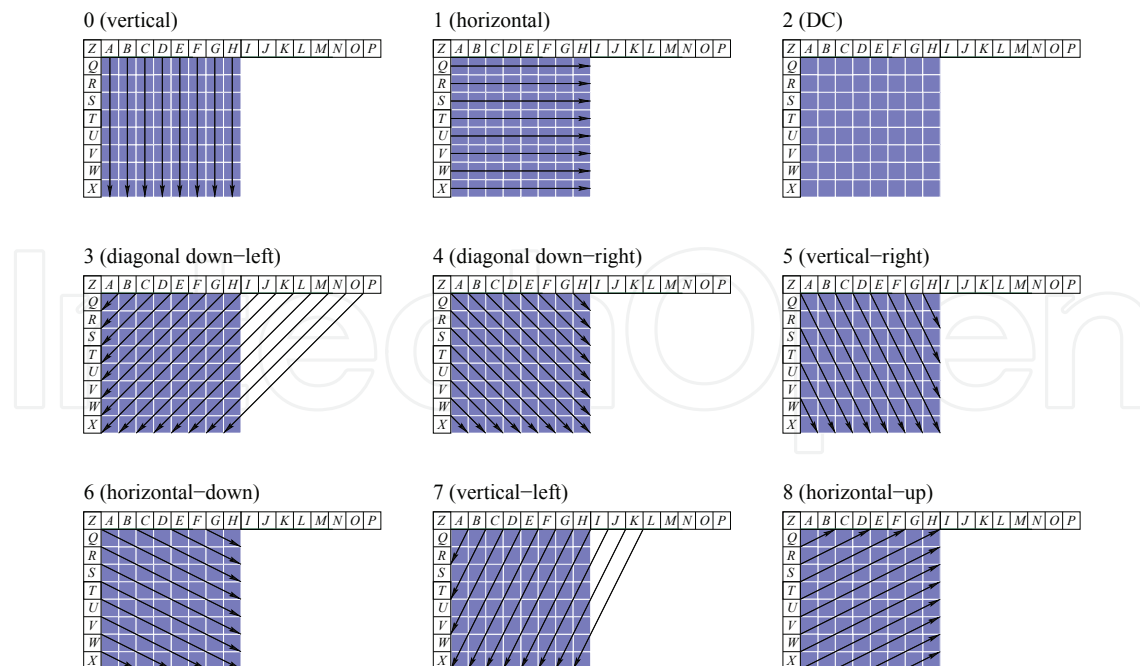 0 (vertical) 1 (horizontal) 2 (DC)
Z A B C D E F G H I J K L M N O P Z A B C D E F G H I J K L M N O P Z A B C D E F G H I J K L M N O P
Q Q Q
R R R
S S S
T T T
U U U
V V V
W W W
X X X
3 (diagonal down−left) 4 (diagonal down−right) 5 (vertical−right)
Z A B C D E F G H I J K L M N O P Z A B C D E F G H I J K L M N O P Z A B C D E F G H I J K L M N O P
Q Q Q
R R R
S S S
T T T
U U U
V V V
W W W
X X X
6 (horizontal−down) 7 (vertical−left) 8 (horizontal−up)
Z A B C D E F G H I J K L M N O P Z A B C D E F G H I J K L M N O P Z A B C D E F G H I J K L M N O P
Q Q Q
R R R
S S S
T T T
U U U
V V V
W W W
X X X
IntechOpen